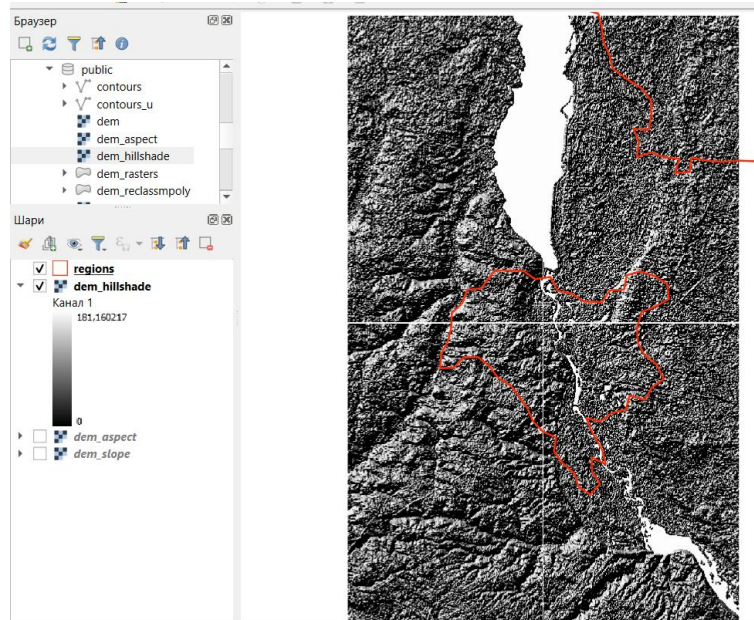 Браузер
public
contours
contours_u
dem
dem_aspect
dem_hillshade
dem_rasters
dem_reclassmpoly
Шари
regions
dem_hillshade
Канал 1
181,160217
0
dem_aspect
dem_slope